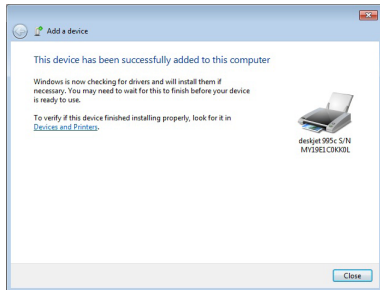 Add a device
This device has been successfully added to this computer
Windows is now checking for drivers and will install them if
necessary. You may need to wait for this to finish before your device
is ready to use.
To verify if this device finished installing properly, look for it in
Devices and Printers.
deskjet 995c S/N
MY19E1C0KK0L
Close